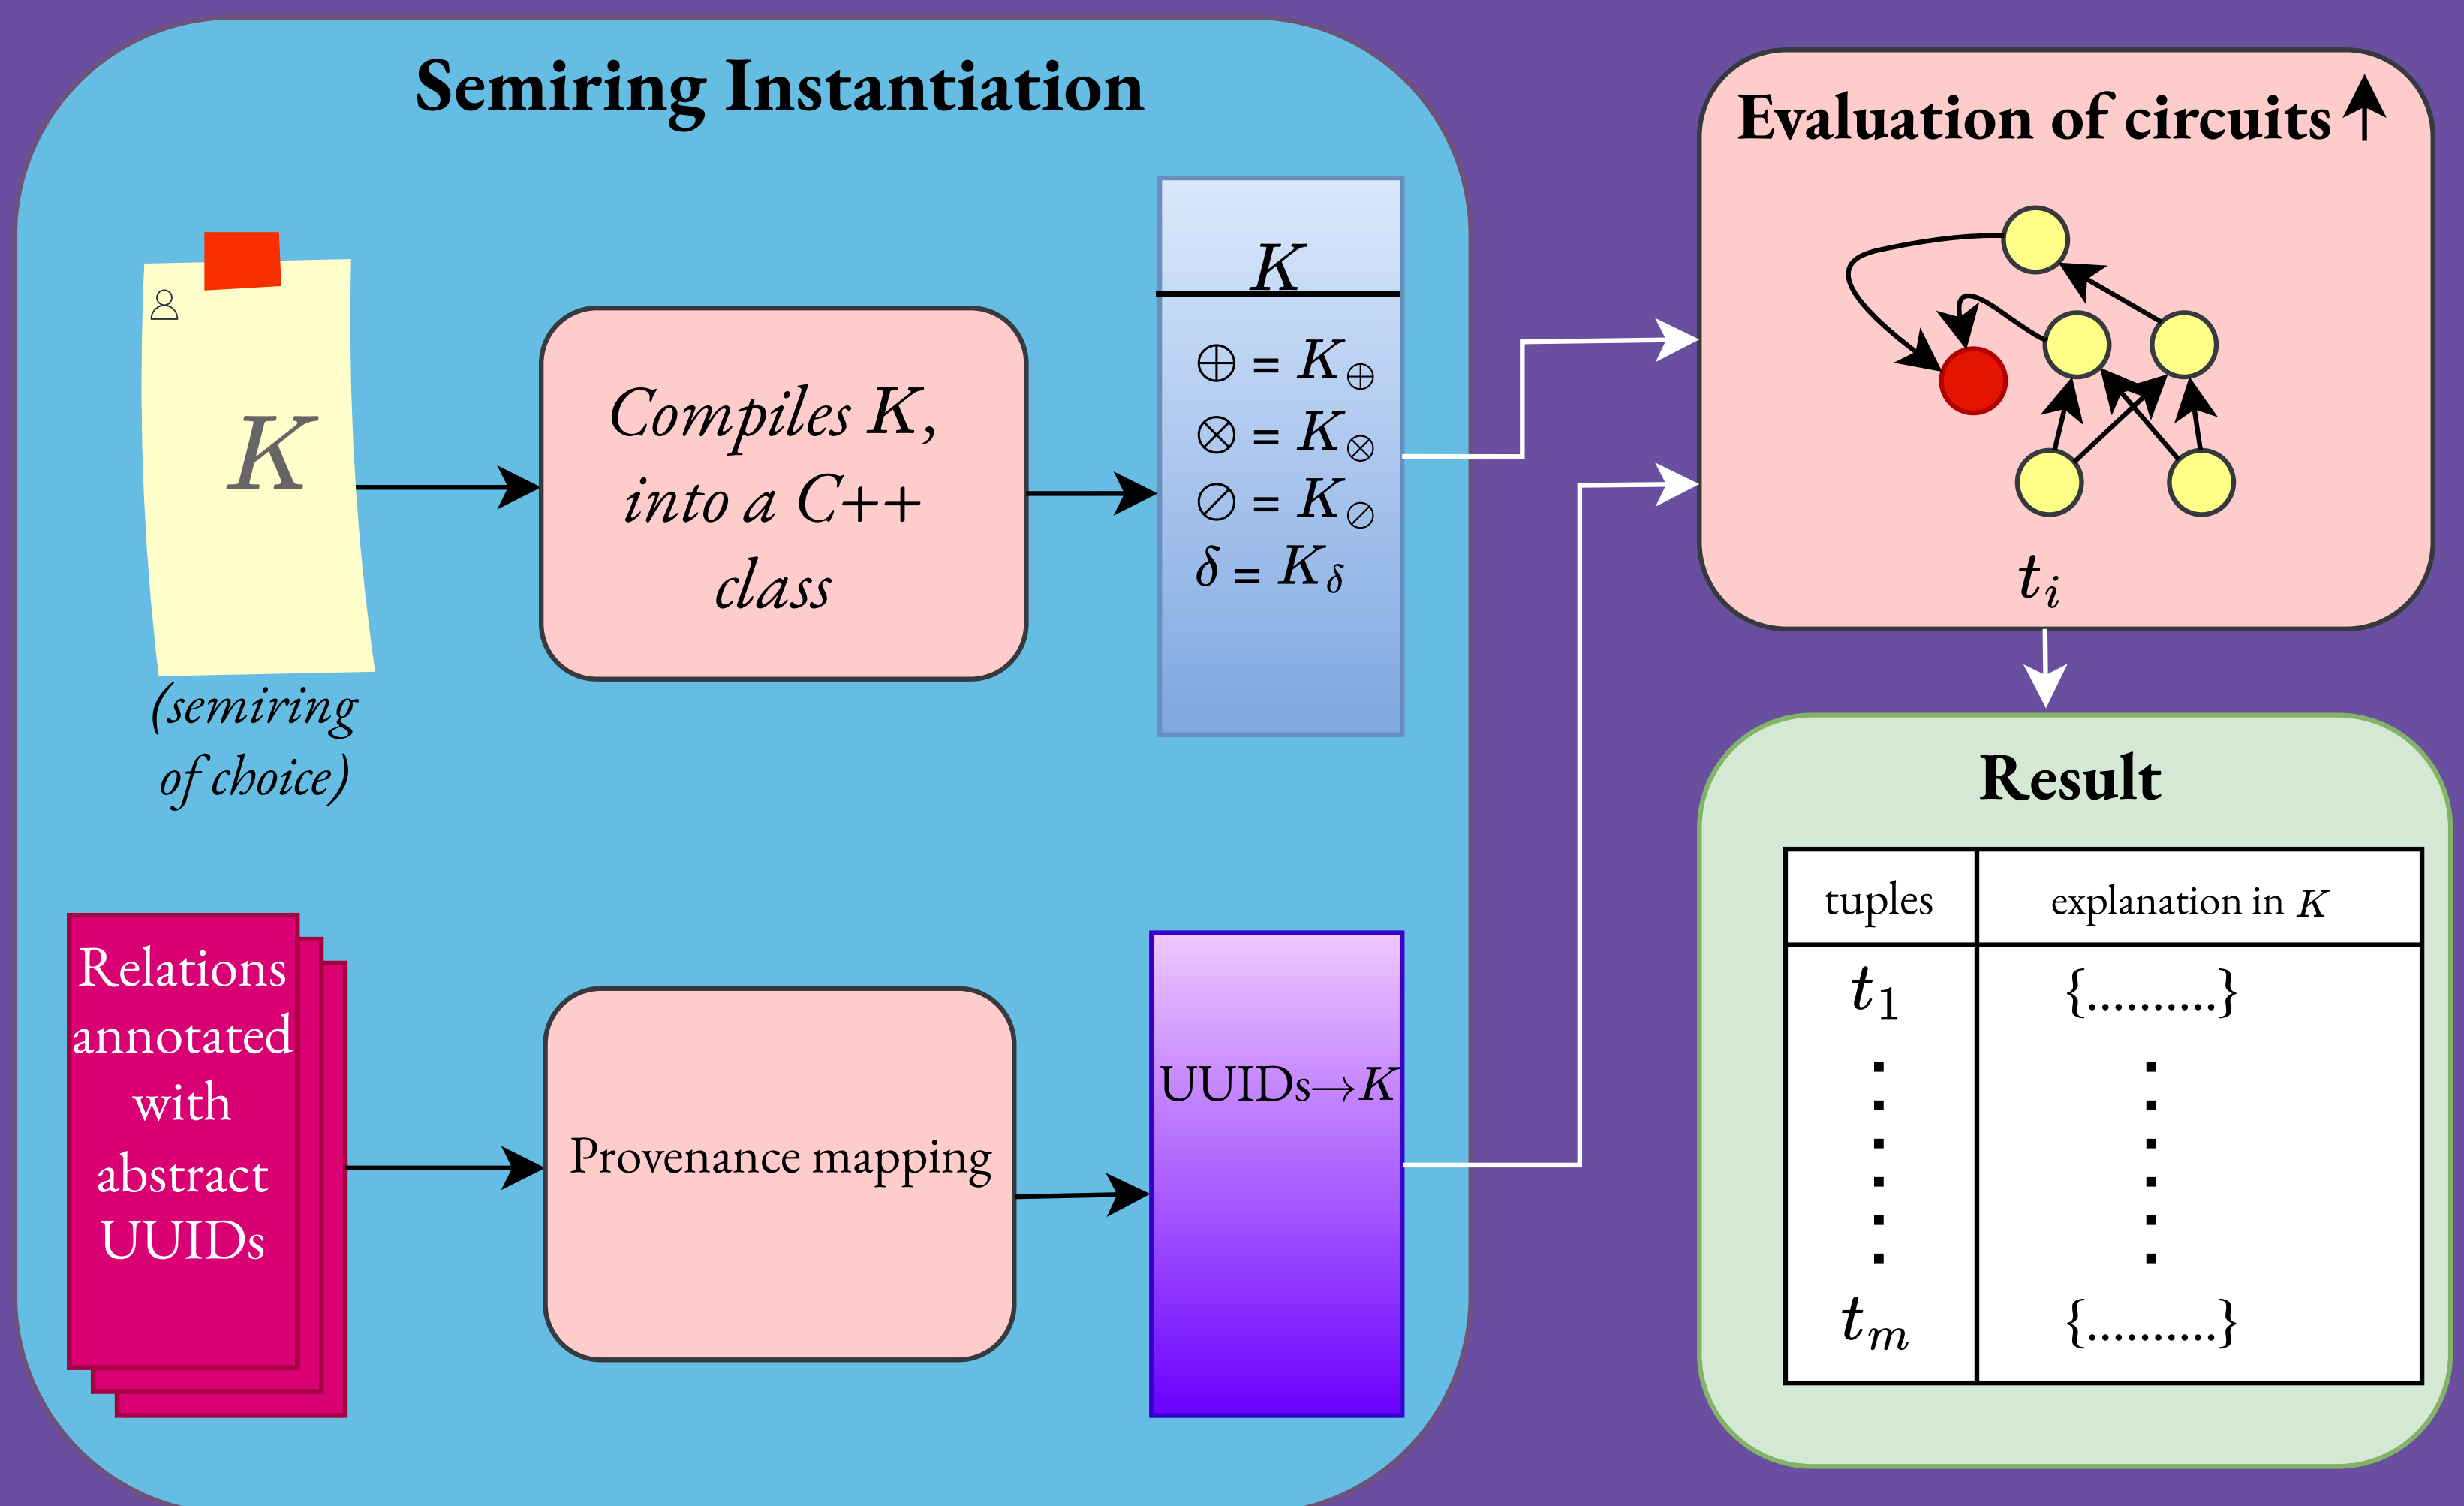 Semiring Instantiation
K
(semiring
of choice)
Compiles K,
into a C++
class
K
⊕ = K⊕
⊗ = K⊗
⊘ = K⊘
δ = Kδ
Relations
annotated
with
abstract
UUIDs
Provenance mapping
UUIDs→K
Evaluation of circuits ↑
tᵢ
Result
tuples explanation in K
t₁ {..........}
tₘ {..........}